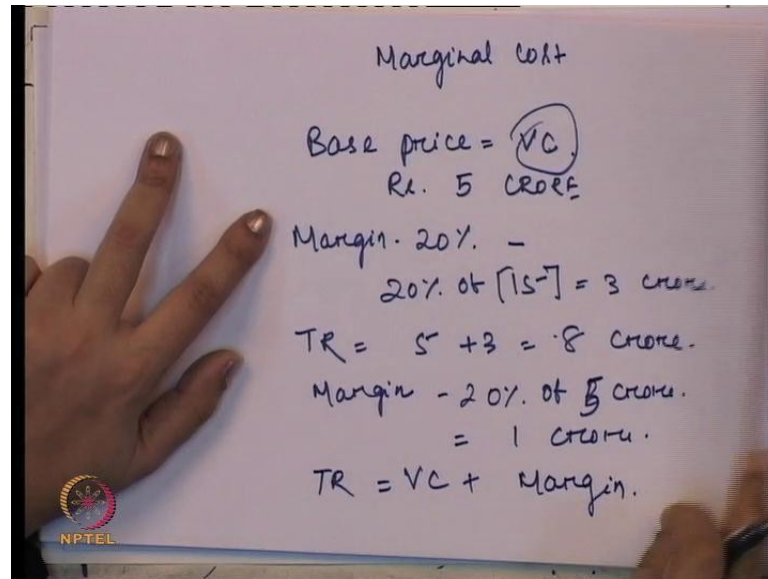 Marginal Cost
Base price = VC.
Rs. 5 CRORE
Margin - 20% -
20% of [15] = 3 crore.
TR = 5 + 3 = 8 crore.
Margin - 20% of 5 crore.
= 1 crore.
TR = VC + Margin.
NPTEL